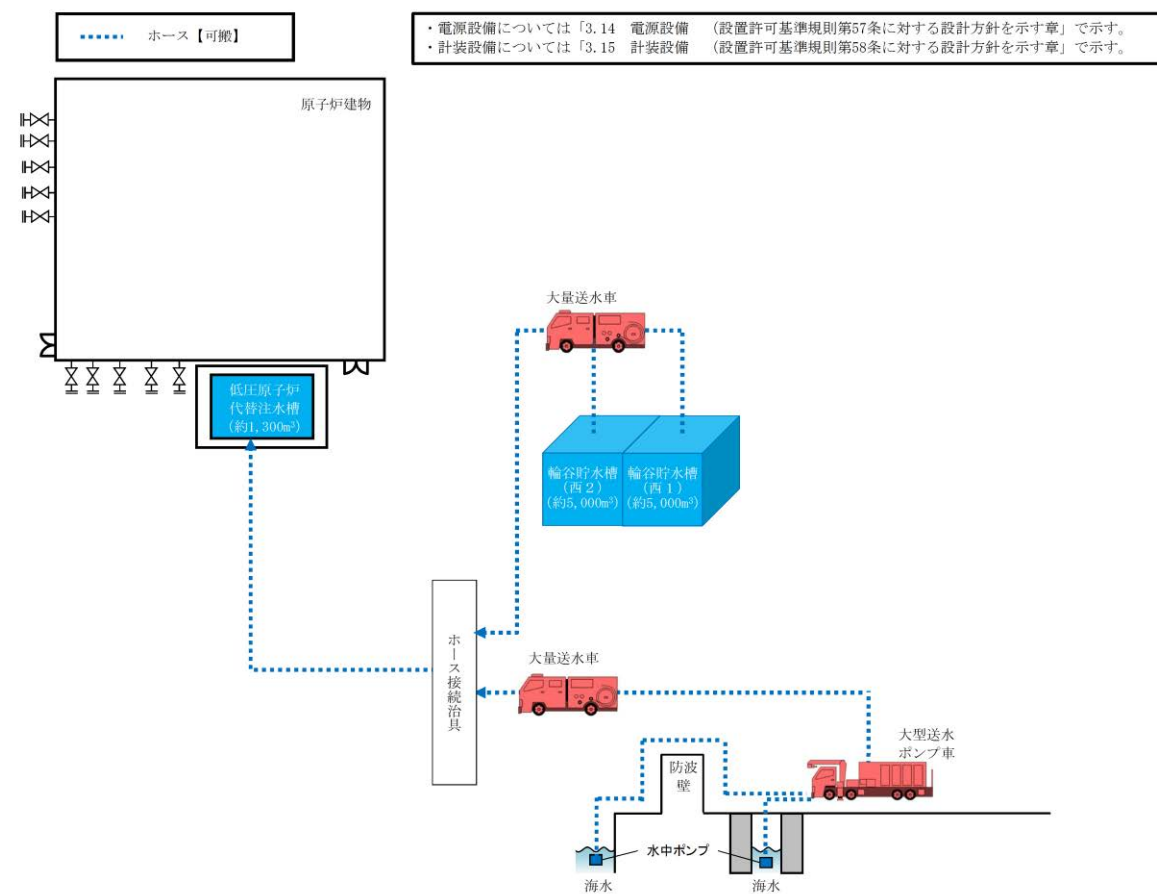 ホース【可搬】
・電源設備については「3.14　電源設備　（設置許可基準規則第57条に対する設計方針を示す章」で示す。
・計装設備については「3.15　計装設備　（設置許可基準規則第58条に対する設計方針を示す章」で示す。
原子炉建物
大量送水車
低圧原子炉
代替注水槽
(約1,300m³)
輪谷貯水槽
(西2)
(約5,000m³)
輪谷貯水槽
(西1)
(約5,000m³)
ホース接続治具
大量送水車
大型送水
ポンプ車
防波
壁
水中ポンプ
海水
海水